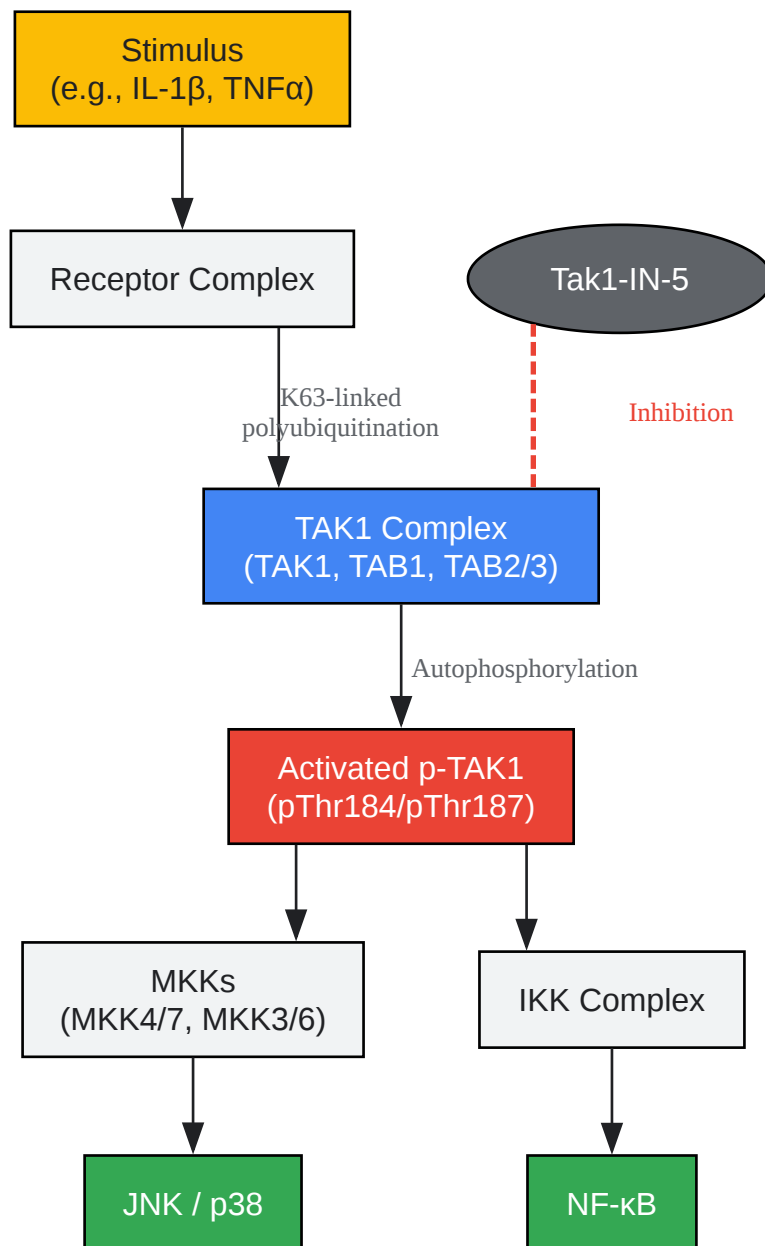 Stimulus
(e.g., IL-1β, TNFα)
Receptor Complex
Tak1-IN-5
K63-linked
polyubiquitination
Inhibition
TAK1 Complex
(TAK1, TAB1, TAB2/3)
Autophosphorylation
Activated p-TAK1
(pThr184/pThr187)
MKKs
(MKK4/7, MKK3/6)
IKK Complex
JNK / p38
NF-κB